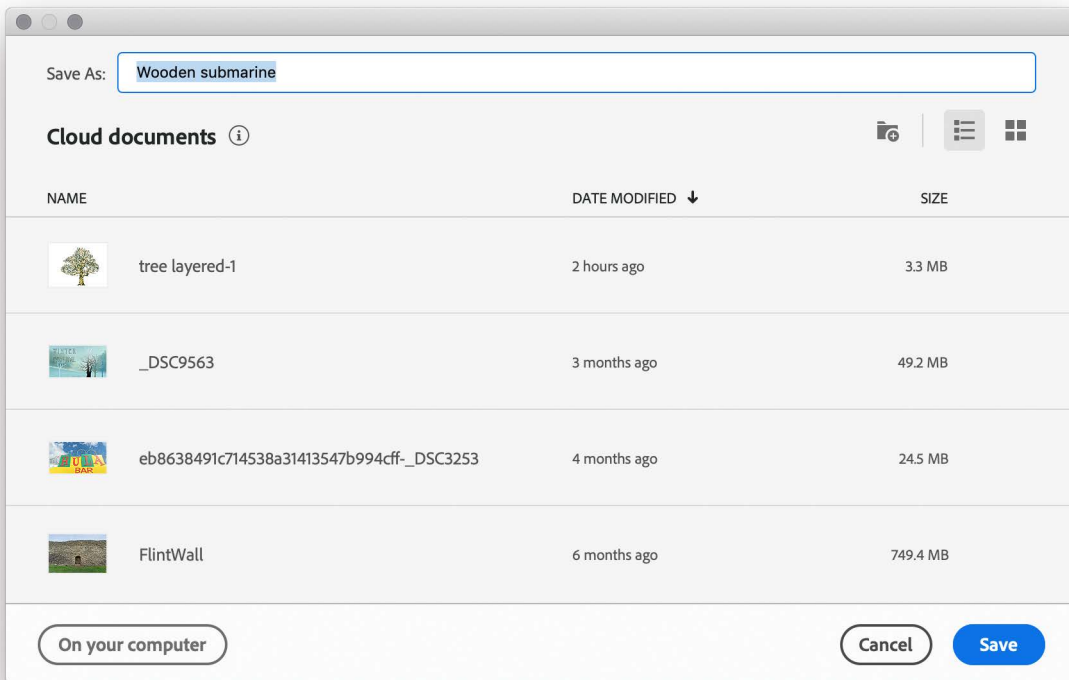 Save As: Wooden submarine
Cloud documents
NAME DATE MODIFIED SIZE
tree layered-1 2 hours ago 3.3 MB
_DSC9563 3 months ago 49.2 MB
BAR
eb8638491c714538a31413547b994cff-_DSC3253 4 months ago 24.5 MB
FlintWall 6 months ago 749.4 MB
On your computer Cancel Save